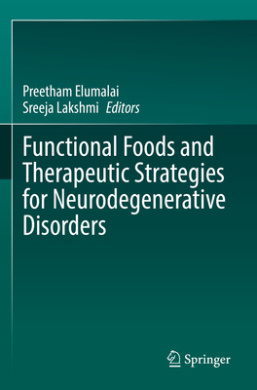 Preetham Elumalai
Sreeja Lakshmi Editors
Functional Foods and
Therapeutic Strategies
for Neurodegenerative
Disorders
Springer